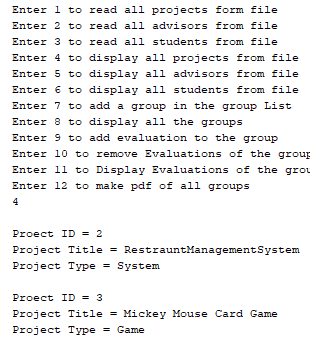 Enter 1 to read all projects form file
Enter 2 to read all advisors from file
Enter 3 to read all students from file
Enter 4 to display all projects from file
Enter 5 to display all advisors from file
Enter 6 to display all students from file
Enter 7 to add a group in the group List
Enter 8 to display all the groups
Enter 9 to add evaluation to the group
Enter 10 to remove Evaluations of the group
Enter 11 to Display Evaluations of the grou
Enter 12 to make pdf of all groups
4
Proect ID = 2
Project Title = RestrauntManagementSystem
Project Type = System
Proect ID = 3
Project Title = Mickey Mouse Card Game
Project Type = Game